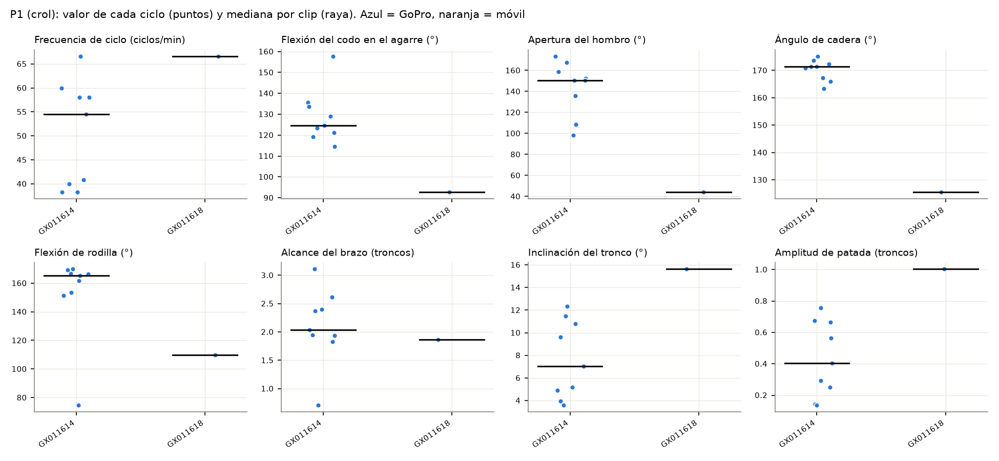 P1 (crol): valor de cada ciclo (puntos) y mediana por clip (raya). Azul = GoPro, naranja = móvil
Frecuencia de ciclo (ciclos/min)
65
60
55
50
45
40
GX011614
GX011618
Flexión del codo en el agarre (°)
160
150
140
130
120
110
100
90
GX011614
GX011618
Apertura del hombro (°)
160
140
120
100
80
60
40
GX011614
GX011618
Ángulo de cadera (°)
170
160
150
140
130
GX011614
GX011618
Flexión de rodilla (°)
160
140
120
100
80
GX011614
GX011618
Alcance del brazo (troncos)
3.0
2.5
2.0
1.5
1.0
GX011614
GX011618
Inclinación del tronco (°)
16
14
12
10
8
6
4
GX011614
GX011618
Amplitud de patada (troncos)
1.0
0.8
0.6
0.4
0.2
GX011614
GX011618